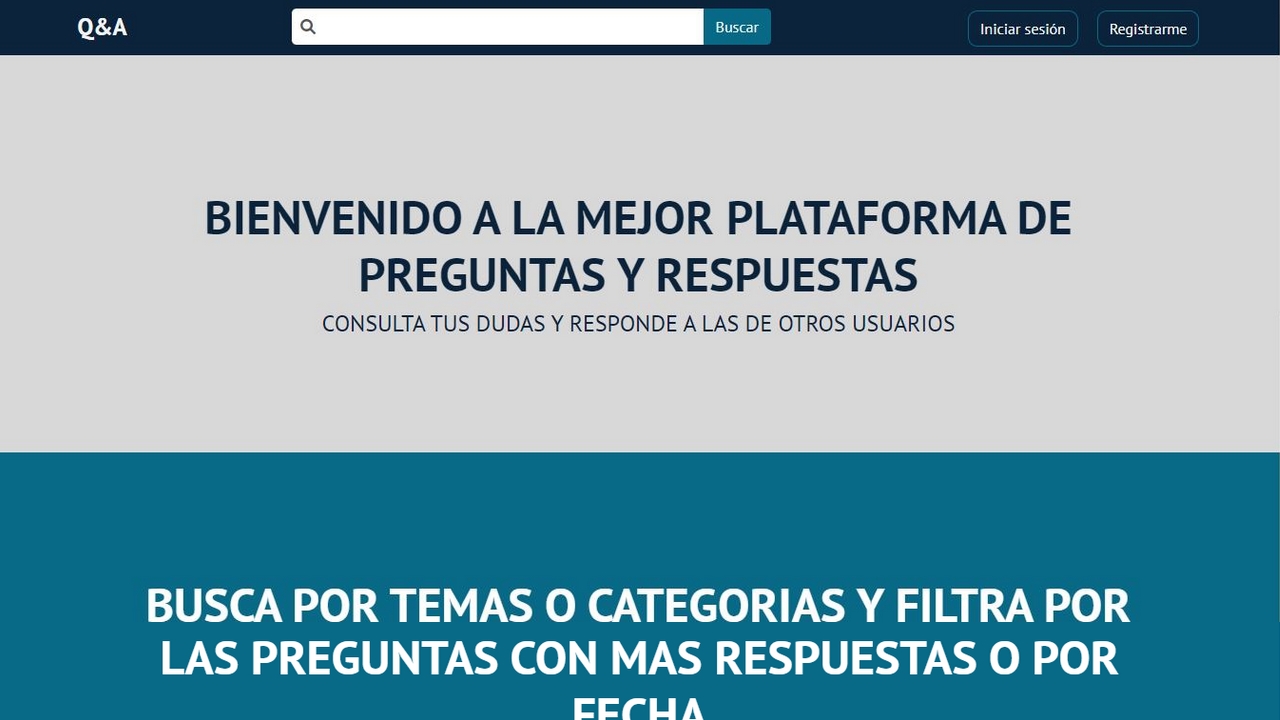 Q&A
Buscar
Iniciar sesión
Registrarme
BIENVENIDO A LA MEJOR PLATAFORMA DE
PREGUNTAS Y RESPUESTAS
CONSULTA TUS DUDAS Y RESPONDE A LAS DE OTROS USUARIOS
BUSCA POR TEMAS O CATEGORIAS Y FILTRA POR
LAS PREGUNTAS CON MAS RESPUESTAS O POR
FECHA